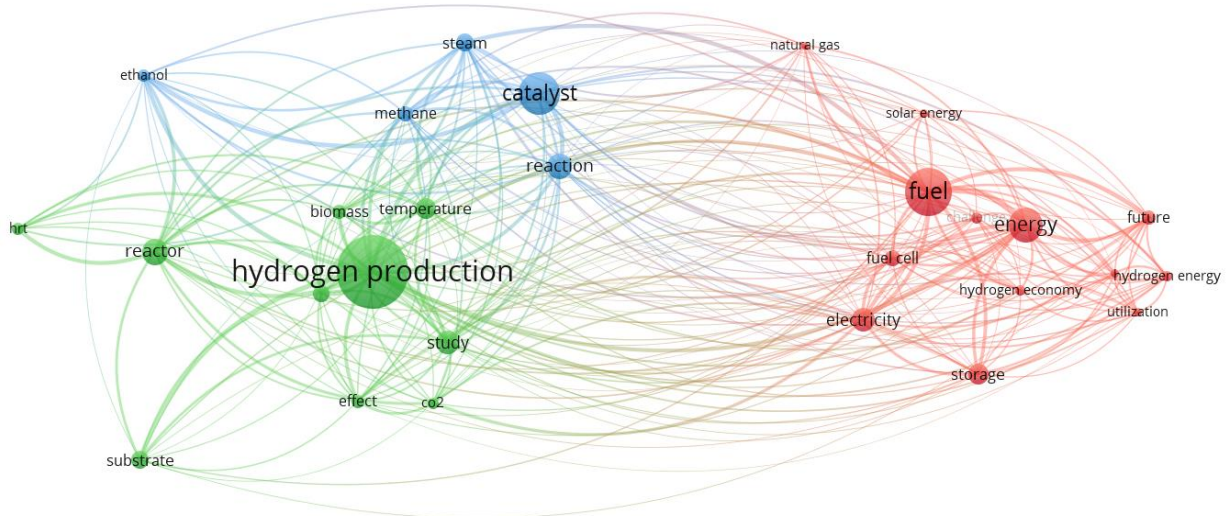 steam
natural gas
ethanol
catalyst
methane
solar energy
reaction
fuel
biomass
temperature
challenge
future
hrt
energy
reactor
fuel cell
hydrogen production
hydrogen energy
hydrogen economy
utilization
electricity
study
storage
effect
co2
substrate